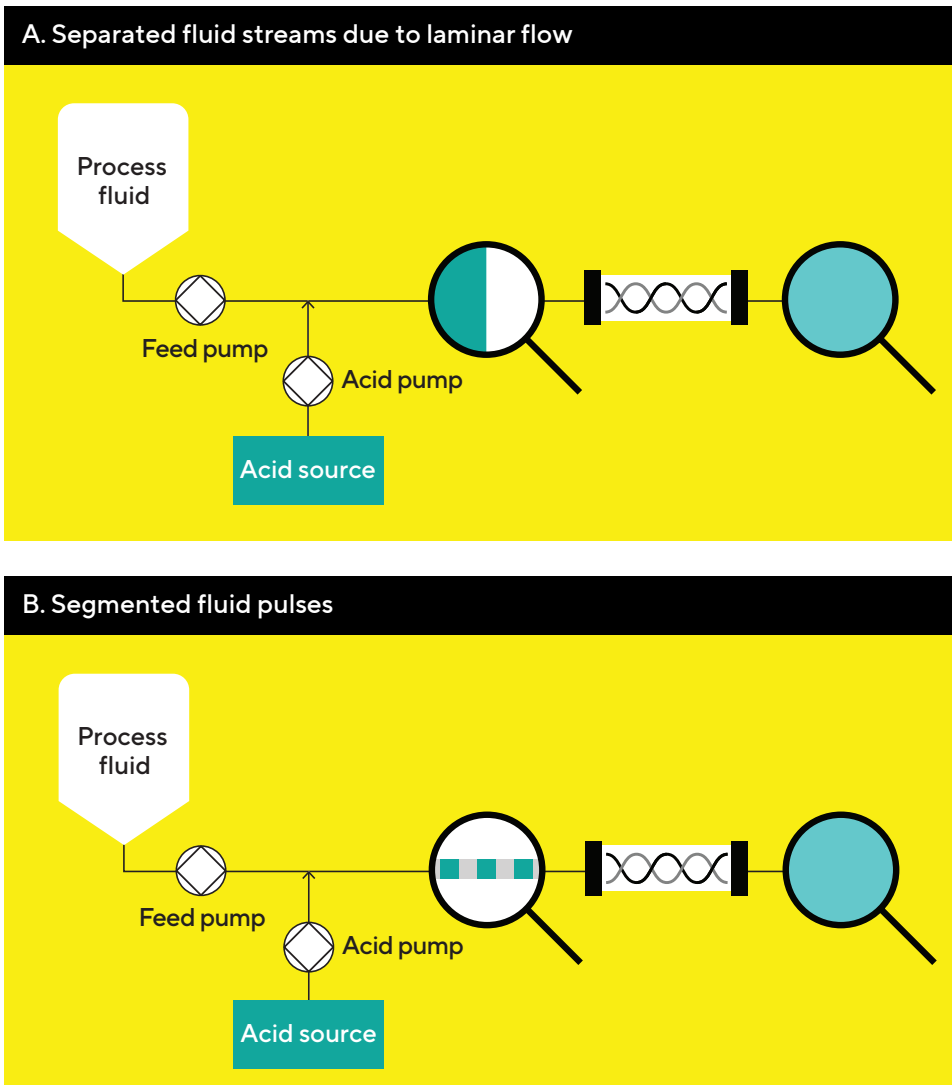 A. Separated fluid streams due to laminar flow
Process
fluid
Feed pump
Acid pump
Acid source
B. Segmented fluid pulses
Process
fluid
Feed pump
Acid pump
Acid source